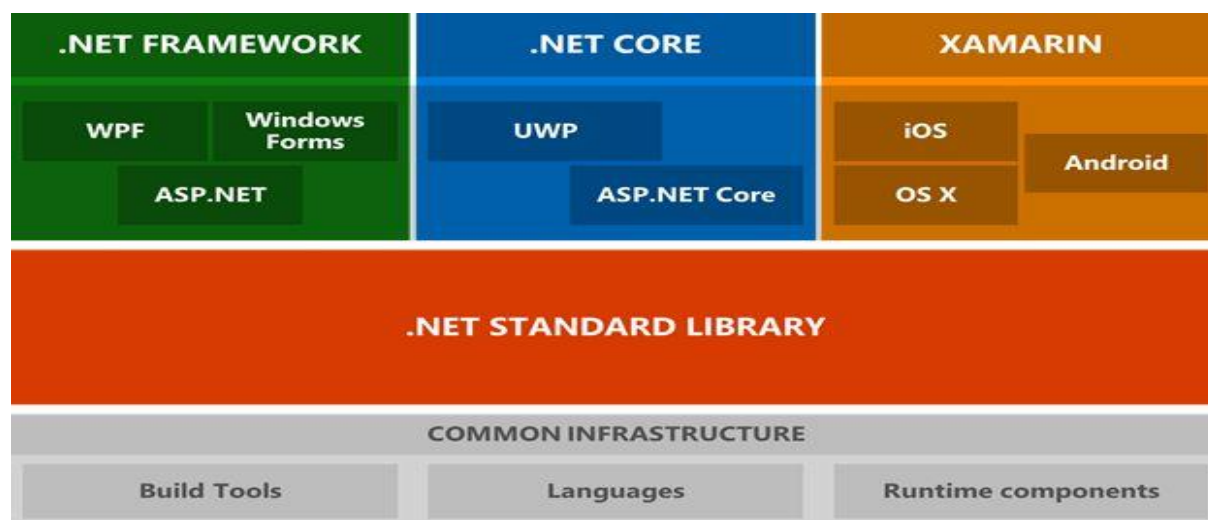 .NET FRAMEWORK
.NET CORE
XAMARIN
WPF
Windows
Forms
ASP.NET
UWP
ASP.NET Core
iOS
Android
OS X
.NET STANDARD LIBRARY
COMMON INFRASTRUCTURE
Build Tools
Languages
Runtime components